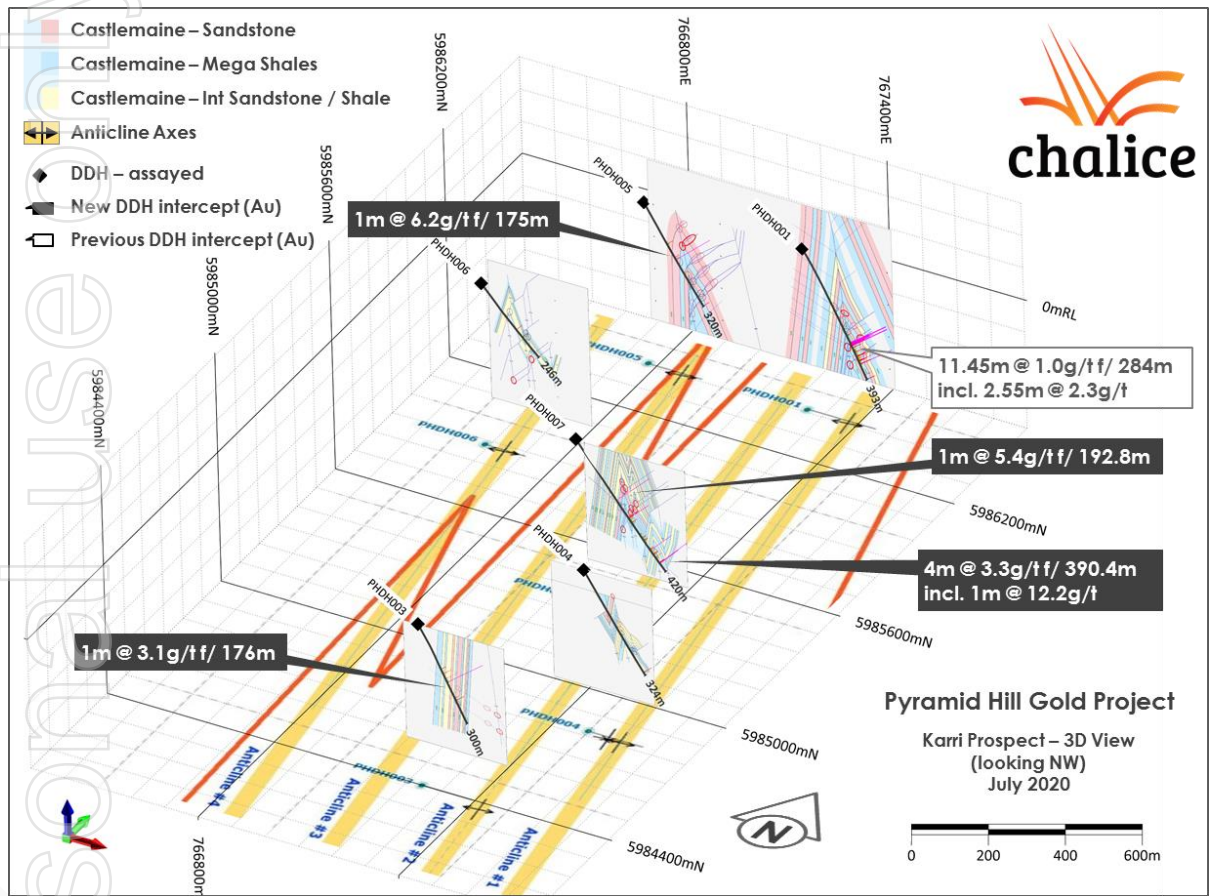 Castlemaine – Sandstone
Castlemaine – Mega Shales
Castlemaine – Int Sandstone / Shale
Anticline Axes
DDH – assayed
New DDH intercept (Au)
Previous DDH intercept (Au)
sonal use only
chalice
5986200mN
766800mE
767400mE
5985600mN
5985000mN
5984400mN
0mRL
PHDH005
PHDH001
1m @ 6.2g/t f/ 175m
PHDH006
320m
246m
393m
11.45m @ 1.0g/t f/ 284m
incl. 2.55m @ 2.3g/t
PHDH005
PHDH001
PHDH007
PHDH006
1m @ 5.4g/t f/ 192.8m
5986200mN
PHDH004
420m
4m @ 3.3g/t f/ 390.4m
incl. 1m @ 12.2g/t
PHDH003
5985600mN
1m @ 3.1g/t f/ 176m
324m
300m
PHDH004
5985000mN
PHDH003
Anticline #4
Anticline #3
Anticline #2
Anticline #1
766800m
5984400mN
Pyramid Hill Gold Project
Karri Prospect – 3D View
(looking NW)
July 2020
N
0 200 400 600m